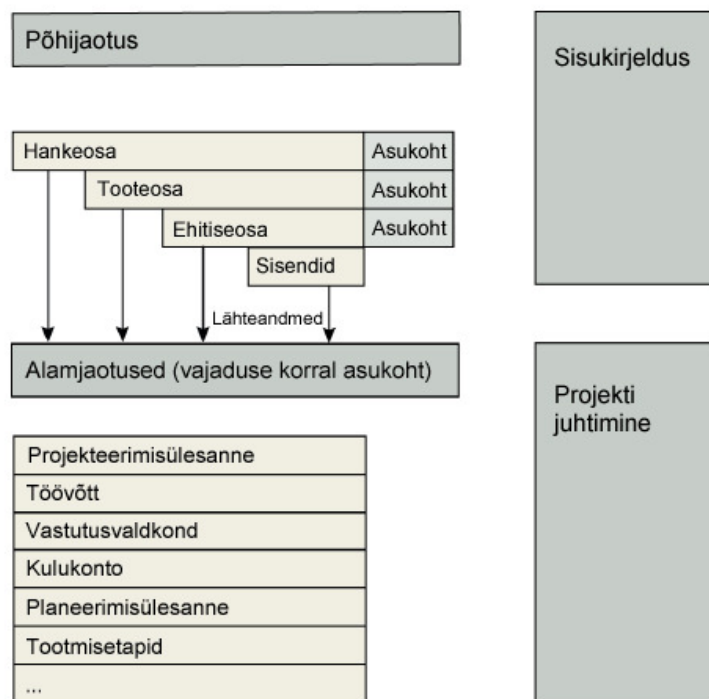 Põhijaotus
Sisukirjeldus
Hankeosa Asukoht
Tooteosa Asukoht
Ehitiseosa Asukoht
Sisendid
Lähteandmed
Alamjaotused (vajaduse korral asukoht)
Projekti
juhtimine
Projekteerimisülesanne
Töövõtt
Vastutusvaldkond
Kulukonto
Planeerimisülesanne
Tootmisetapid
...